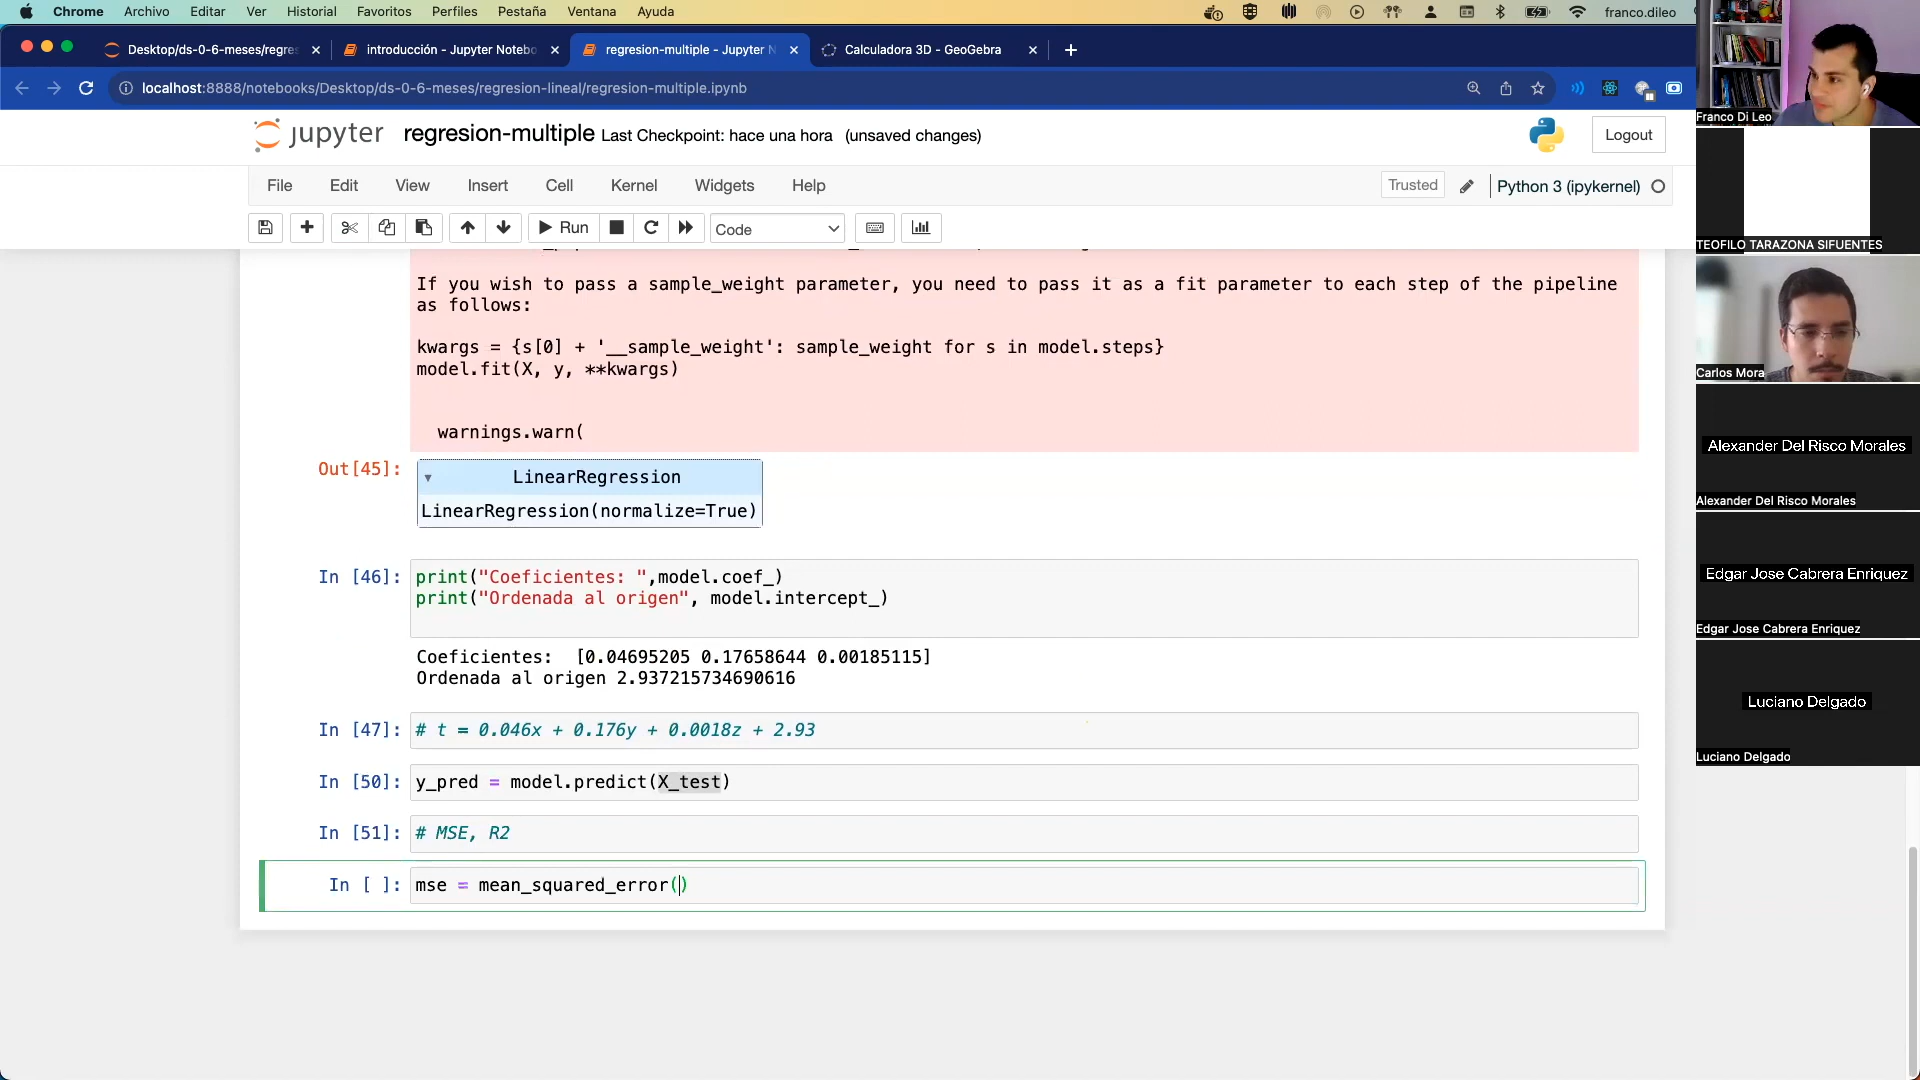 Chrome Archivo Editar Ver Historial Favoritos Perfiles Pestaña Ventana Ayuda franco.dileo
Desktop/ds-0-6-meses/regres introducción - Jupyter Notebo regresion-multiple - Jupyter N Calculadora 3D - GeoGebra
localhost:8888/notebooks/Desktop/ds-0-6-meses/regresion-lineal/regresion-multiple.ipynb
jupyter regresion-multiple Last Checkpoint: hace una hora (unsaved changes) Logout
File Edit View Insert Cell Kernel Widgets Help Trusted Python 3 (ipykernel)
Run Code
If you wish to pass a sample_weight parameter, you need to pass it as a fit parameter to each step of the pipeline
as follows:
kwargs = {s[0] + '__sample_weight': sample_weight for s in model.steps}
model.fit(X, y, **kwargs)
warnings.warn(
Out[45]:
LinearRegression
LinearRegression(normalize=True)
In [46]: print("Coeficientes: ",model.coef_)
print("Ordenada al origen", model.intercept_)
Coeficientes: [0.04695205 0.17658644 0.00185115]
Ordenada al origen 2.937215734690616
In [47]: # t = 0.046x + 0.176y + 0.0018z + 2.93
In [50]: y_pred = model.predict(X_test)
In [51]: # MSE, R2
In [ ]: mse = mean_squared_error()
Franco Di Leo
TEOFILO TARAZONA SIFUENTES
Carlos Mora
Alexander Del Risco Morales
Alexander Del Risco Morales
Edgar Jose Cabrera Enriquez
Edgar Jose Cabrera Enriquez
Luciano Delgado
Luciano Delgado